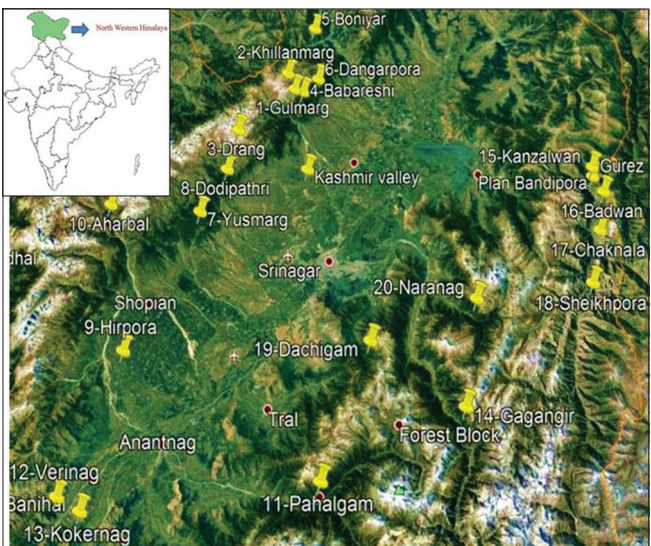 5-Boniyar
North Western Himalaya
2-Khillanmarg
6-Dangarpora
4-Babareshi
1-Gulmarg
3-Drang
15-Kanzalwan
Gurez
Kashmir valley
Plan Bandipora
8-Dodipathri
16-Badwan
7-Yusmarg
10-Aharbal
17-Chaknala
dhal
Srinagar
20-Naranag
18-Sheikhpora
Shopian
9-Hirpora
19-Dachigam
Tral
14-Gagangir
Forest Block
Anantnag
12-Verinag
Banihal
11-Pahalgam
13-Kokernag